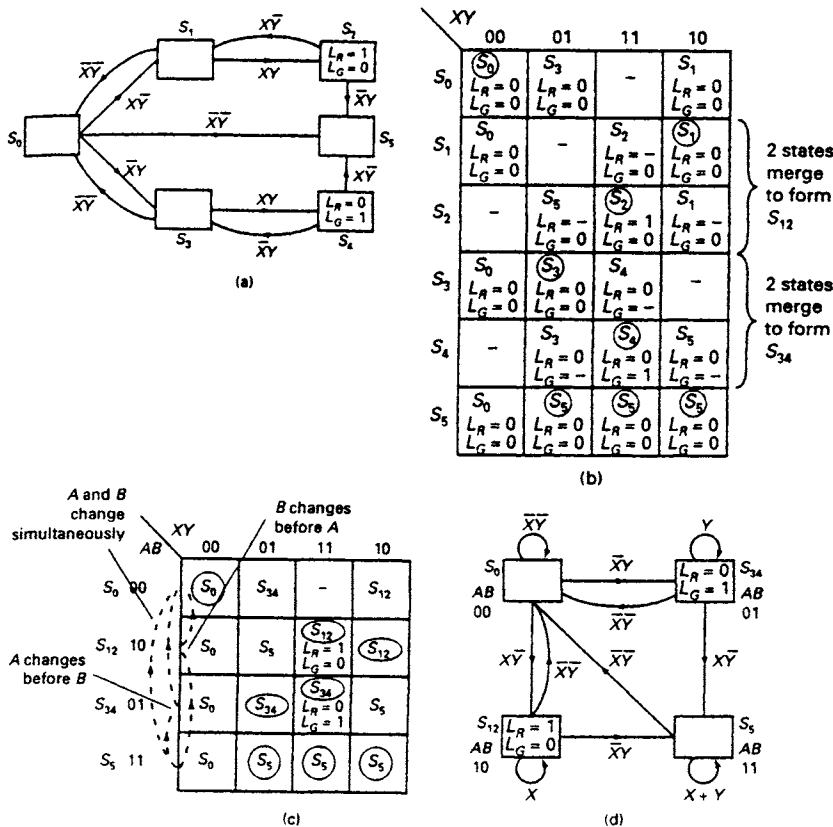 S₁
XȲ
S₂
X̄Ȳ
XY
L_R = 1
L_G = 0
XȲ
X̄Y
X̄Ȳ
S₀
S₅
X̄Y
XȲ
X̄Ȳ
XY
L_R = 0
L_G = 1
X̄Y
S₃
S₄
(a)
XY
00 01 11 10
S₀
S₀ S₃ – S₁
L_R = 0 L_R = 0 L_R = 0
L_G = 0 L_G = 0 L_G = 0
S₁
S₀ – S₂ S₁
L_R = 0 L_R = – L_R = 0
L_G = 0 L_G = 0 L_G = 0
S₂
– S₅ S₂ S₁
L_R = – L_R = 1 L_R = –
L_G = 0 L_G = 0 L_G = 0
2 states
merge
to form
S₁₂
S₃
S₀ S₃ S₄ –
L_R = 0 L_R = 0 L_R = 0
L_G = 0 L_G = 0 L_G = –
S₄
– S₃ S₄ S₅
L_R = 0 L_R = 0 L_R = 0
L_G = – L_G = 1 L_G = –
2 states
merge
to form
S₃₄
S₅
S₀ S₅ S₅ S₅
L_R = 0 L_R = 0 L_R = 0 L_R = 0
L_G = 0 L_G = 0 L_G = 0 L_G = 0
(b)
A and B
change
simultaneously
B changes
before A
A changes
before B
XY
AB
00 01 11 10
S₀ 00 S₀ S₃₄ – S₁₂
S₁₂ 10 S₀ S₅ S₁₂ S₁₂
L_R = 1
L_G = 0
S₃₄ 01 S₀ S₃₄ S₃₄ S₅
L_R = 0
L_G = 1
S₅ 11 S₀ S₅ S₅ S₅
(c)
X̄Ȳ
Y
S₀
AB
00
X̄Y
X̄Ȳ
L_R = 0
L_G = 1
S₃₄
AB
01
XȲ
X̄Ȳ
X̄Ȳ
XȲ
S₁₂
AB
10
L_R = 1
L_G = 0
X̄Y
S₅
AB
11
X
X + Y
(d)